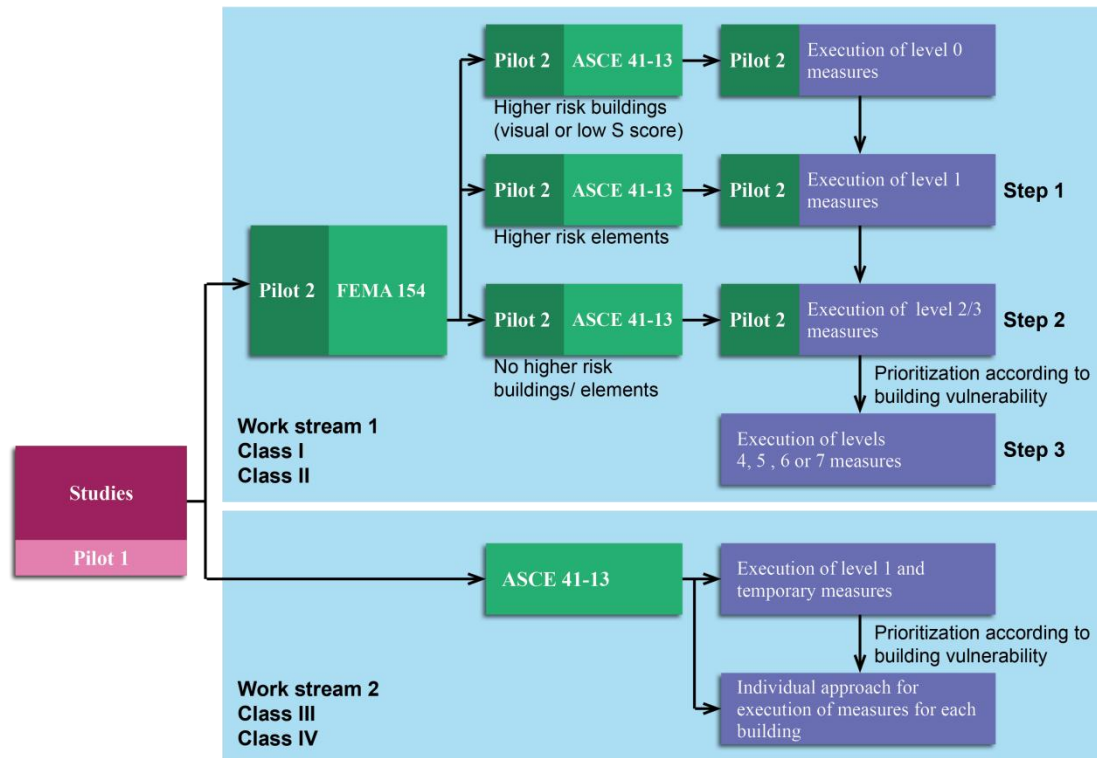 Pilot 2 ASCE 41-13
Pilot 2 Execution of level 0
measures
Higher risk buildings
(visual or low S score)
Pilot 2 ASCE 41-13
Pilot 2 Execution of level 1
measures
Step 1
Higher risk elements
Pilot 2 FEMA 154
Pilot 2 ASCE 41-13
Pilot 2 Execution of level 2/3
measures
Step 2
No higher risk
buildings/ elements
Prioritization according to
building vulnerability
Work stream 1
Class I
Class II
Execution of levels
4, 5 , 6 or 7 measures
Step 3
Studies
Pilot 1
ASCE 41-13
Execution of level 1 and
temporary measures
Prioritization according to
building vulnerability
Work stream 2
Class III
Class IV
Individual approach for
execution of measures for each
building